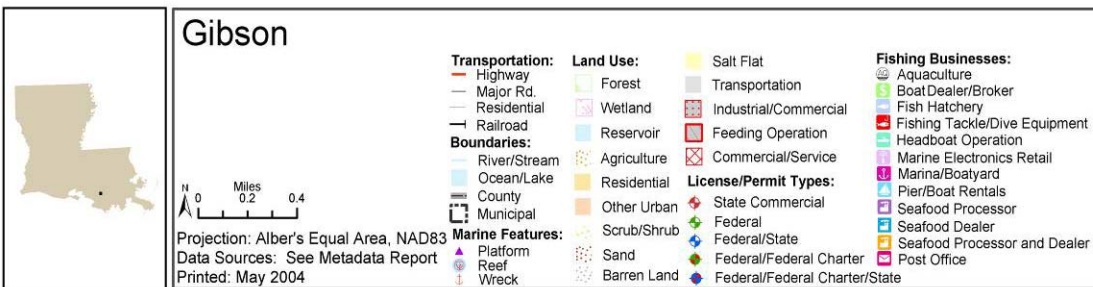 Gibson
N
Miles
0 0.2 0.4
Projection: Alber's Equal Area, NAD83
Data Sources: See Metadata Report
Printed: May 2004
Transportation:
Highway
Major Rd.
Residential
Railroad
Boundaries:
River/Stream
Ocean/Lake
County
Municipal
Marine Features:
Platform
Reef
Wreck
Land Use:
Forest
Wetland
Reservoir
Agriculture
Residential
Other Urban
Scrub/Shrub
Sand
Barren Land
Salt Flat
Transportation
Industrial/Commercial
Feeding Operation
Commercial/Service
License/Permit Types:
State Commercial
Federal
Federal/State
Federal/Federal Charter
Federal/Federal Charter/State
Fishing Businesses:
AQ Aquaculture
$ Boat Dealer/Broker
Fish Hatchery
Fishing Tackle/Dive Equipment
Headboat Operation
Marine Electronics Retail
Marina/Boatyard
Pier/Boat Rentals
Seafood Processor
Seafood Dealer
Seafood Processor and Dealer
Post Office